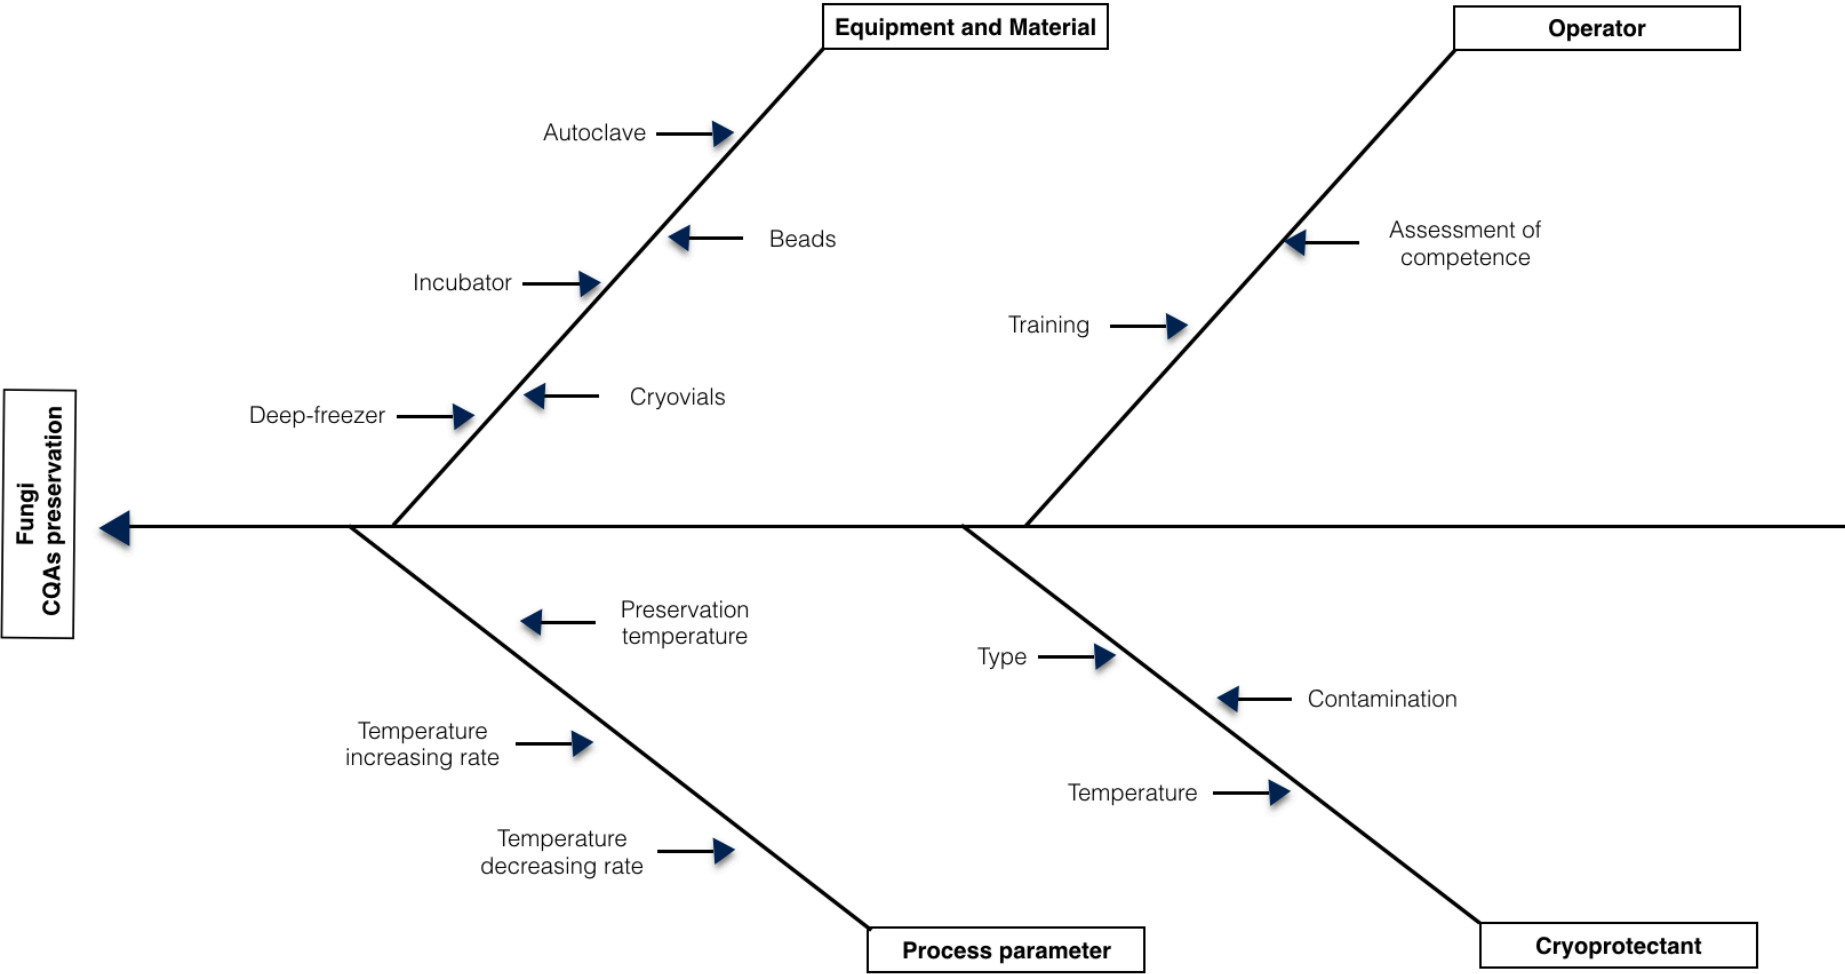 Equipment and Material
Operator
Autoclave
Beads
Assessment of
competence
Incubator
Training
Cryovials
Deep-freezer
Fungi
CQAs preservation
Preservation
temperature
Type
Contamination
Temperature
increasing rate
Temperature
Temperature
decreasing rate
Process parameter
Cryoprotectant